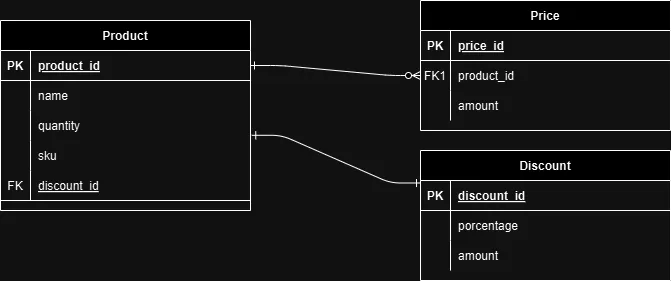 Product
PK product_id
name
quantity
sku
FK discount_id
Price
PK price_id
FK1 product_id
amount
Discount
PK discount_id
porcentage
amount